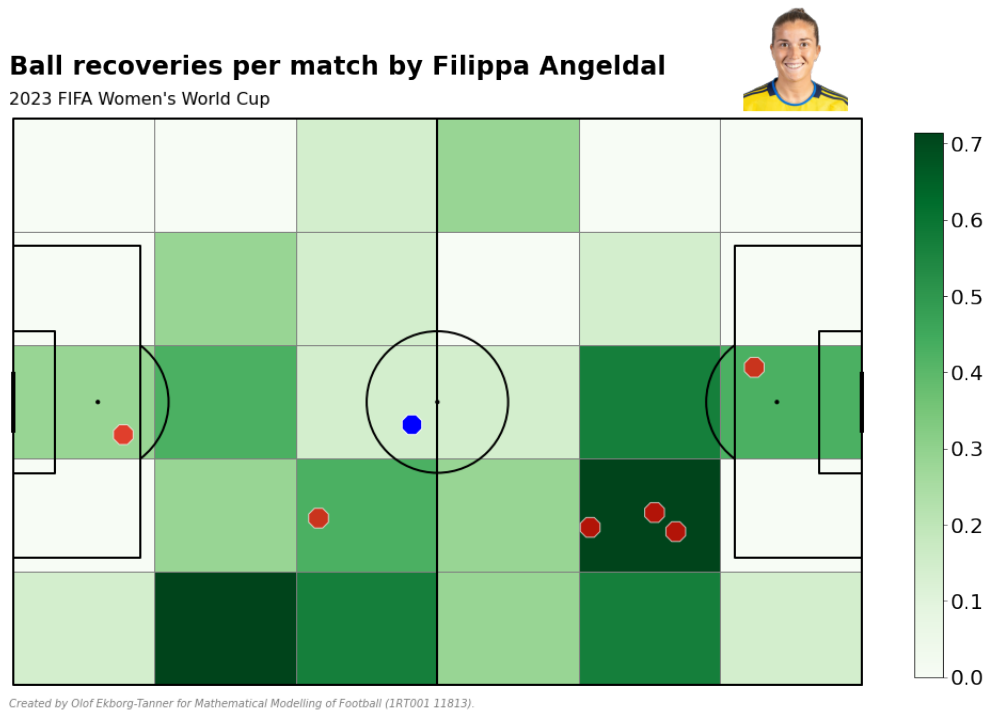 Ball recoveries per match by Filippa Angeldal
2023 FIFA Women's World Cup
0.7
0.6
0.5
0.4
0.3
0.2
0.1
0.0
Created by Olof Ekborg-Tanner for Mathematical Modelling of Football (1RT001 11813).